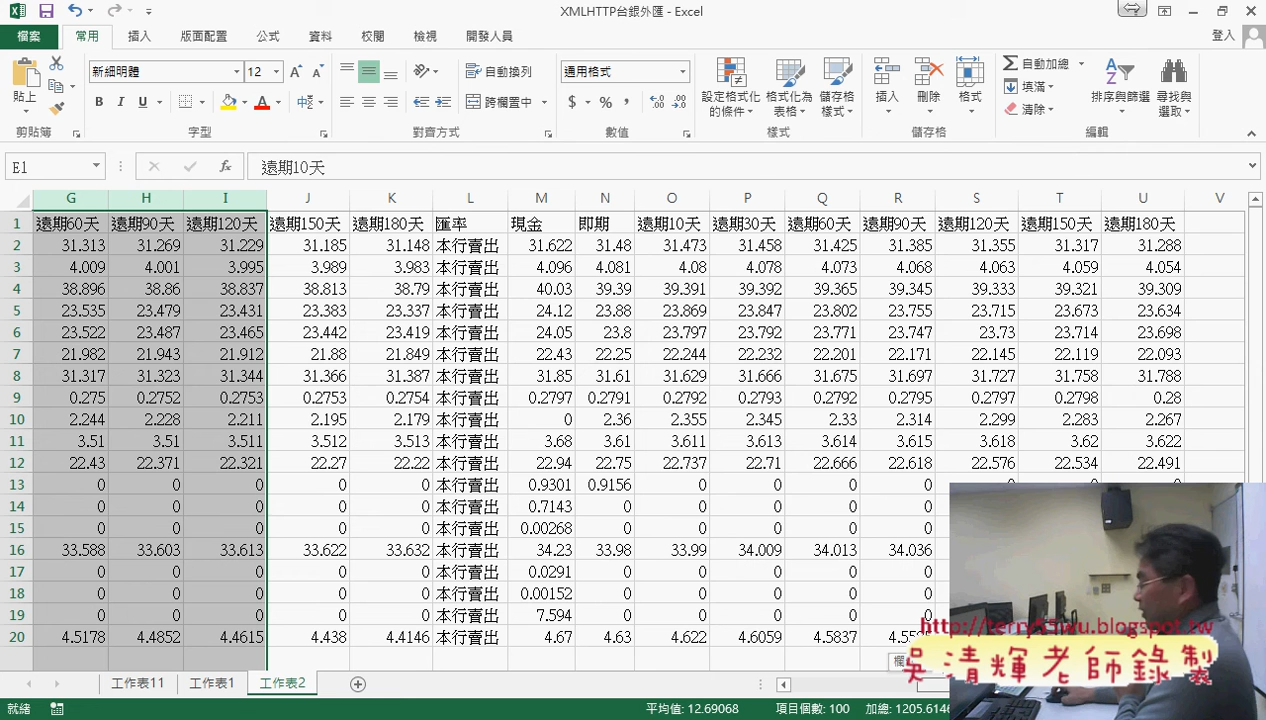 XMLHTTP台銀外匯 - Excel
檔案 常用 插入 版面配置 公式 資料 校閱 檢視 開發人員 登入
新細明體 12 自動換列 通用格式 自動加總
貼上 B I U 中 跨欄置中 $ % , 設定格式化的條件 格式化為表格 儲存格樣式 插入 刪除 格式 填滿 清除 排序與篩選 尋找與選取
剪貼簿 字型 對齊方式 數值 樣式 儲存格 編輯
E1 fx 遠期10天
G H I J K L M N O P Q R S T U V
1 遠期60天 遠期90天 遠期120天 遠期150天 遠期180天 匯率 現金 即期 遠期10天 遠期30天 遠期60天 遠期90天 遠期120天 遠期150天 遠期180天
2 31.313 31.269 31.229 31.185 31.148 本行賣出 31.622 31.48 31.473 31.458 31.425 31.385 31.355 31.317 31.288
3 4.009 4.001 3.995 3.989 3.983 本行賣出 4.096 4.081 4.08 4.078 4.073 4.068 4.063 4.059 4.054
4 38.896 38.86 38.837 38.813 38.79 本行賣出 40.03 39.39 39.391 39.392 39.365 39.345 39.333 39.321 39.309
5 23.535 23.479 23.431 23.383 23.337 本行賣出 24.12 23.88 23.869 23.847 23.802 23.755 23.715 23.673 23.634
6 23.522 23.487 23.465 23.442 23.419 本行賣出 24.05 23.8 23.797 23.792 23.771 23.747 23.73 23.714 23.698
7 21.982 21.943 21.912 21.88 21.849 本行賣出 22.43 22.25 22.244 22.232 22.201 22.171 22.145 22.119 22.093
8 31.317 31.323 31.344 31.366 31.387 本行賣出 31.85 31.61 31.629 31.666 31.675 31.697 31.727 31.758 31.788
9 0.275 0.2752 0.2753 0.2753 0.2754 本行賣出 0.2797 0.2791 0.2792 0.2793 0.2792 0.2795 0.2797 0.2798 0.28
10 2.244 2.228 2.211 2.195 2.179 本行賣出 0 2.36 2.355 2.345 2.33 2.314 2.299 2.283 2.267
11 3.51 3.51 3.511 3.512 3.513 本行賣出 3.68 3.61 3.611 3.613 3.614 3.615 3.618 3.62 3.622
12 22.43 22.371 22.321 22.27 22.22 本行賣出 22.94 22.75 22.737 22.71 22.666 22.618 22.576 22.534 22.491
13 0 0 0 0 0 本行賣出 0.9301 0.9156 0 0 0 0
14 0 0 0 0 0 本行賣出 0.7143 0 0 0 0 0
15 0 0 0 0 0 本行賣出 0.00268 0 0 0 0 0
16 33.588 33.603 33.613 33.622 33.632 本行賣出 34.23 33.98 33.99 34.009 34.013 34.036
17 0 0 0 0 0 本行賣出 0.0291 0 0 0 0 0
18 0 0 0 0 0 本行賣出 0.00152 0 0 0 0 0
19 0 0 0 0 0 本行賣出 7.594 0 0 0 0 0
20 4.5178 4.4852 本行賣出 4.67 4.63 4.622 4.6059 4.5837
http://terry55wu.blogspot.tw
吳清輝老師錄製
工作表11 工作表1 工作表2
就緒 平均值: 12.69068 項目個數: 100 加總: 1205.6146